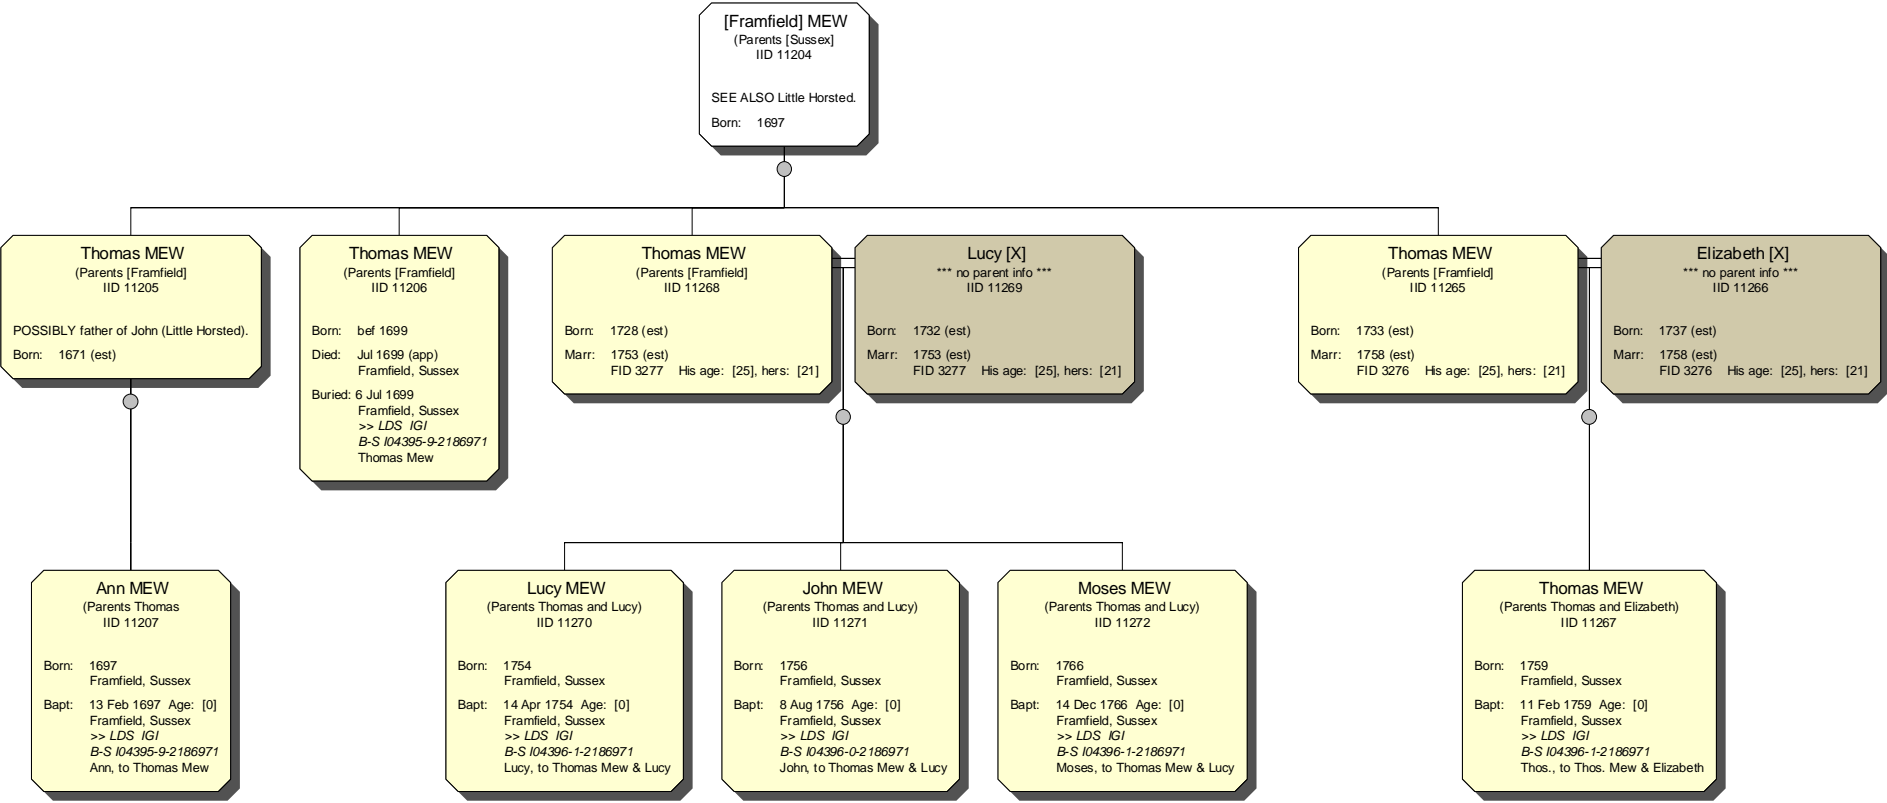 [Framfield] MEW
(Parents [Sussex]
IID 11204
SEE ALSO Little Horsted.
Born: 1697
Thomas MEW
(Parents [Framfield]
IID 11205
POSSIBLY father of John (Little Horsted).
Born: 1671 (est)
Thomas MEW
(Parents [Framfield]
IID 11206
Born: bef 1699
Died: Jul 1699 (app)
Framfield, Sussex
Buried: 6 Jul 1699
Framfield, Sussex
>> LDS IGI
B-S I04395-9-2186971
Thomas Mew
Thomas MEW
(Parents [Framfield]
IID 11268
Born: 1728 (est)
Marr: 1753 (est)
FID 3277 His age: [25], hers: [21]
Lucy [X]
*** no parent info ***
IID 11269
Born: 1732 (est)
Marr: 1753 (est)
FID 3277 His age: [25], hers: [21]
Thomas MEW
(Parents [Framfield]
IID 11265
Born: 1733 (est)
Marr: 1758 (est)
FID 3276 His age: [25], hers: [21]
Elizabeth [X]
*** no parent info ***
IID 11266
Born: 1737 (est)
Marr: 1758 (est)
FID 3276 His age: [25], hers: [21]
Ann MEW
(Parents Thomas
IID 11207
Born: 1697
Framfield, Sussex
Bapt: 13 Feb 1697 Age: [0]
Framfield, Sussex
>> LDS IGI
B-S I04395-9-2186971
Ann, to Thomas Mew
Lucy MEW
(Parents Thomas and Lucy)
IID 11270
Born: 1754
Framfield, Sussex
Bapt: 14 Apr 1754 Age: [0]
Framfield, Sussex
>> LDS IGI
B-S I04396-1-2186971
Lucy, to Thomas Mew & Lucy
John MEW
(Parents Thomas and Lucy)
IID 11271
Born: 1756
Framfield, Sussex
Bapt: 8 Aug 1756 Age: [0]
Framfield, Sussex
>> LDS IGI
B-S I04396-0-2186971
John, to Thomas Mew & Lucy
Moses MEW
(Parents Thomas and Lucy)
IID 11272
Born: 1766
Framfield, Sussex
Bapt: 14 Dec 1766 Age: [0]
Framfield, Sussex
>> LDS IGI
B-S I04396-1-2186971
Moses, to Thomas Mew & Lucy
Thomas MEW
(Parents Thomas and Elizabeth)
IID 11267
Born: 1759
Framfield, Sussex
Bapt: 11 Feb 1759 Age: [0]
Framfield, Sussex
>> LDS IGI
B-S I04396-1-2186971
Thos., to Thos. Mew & Elizabeth